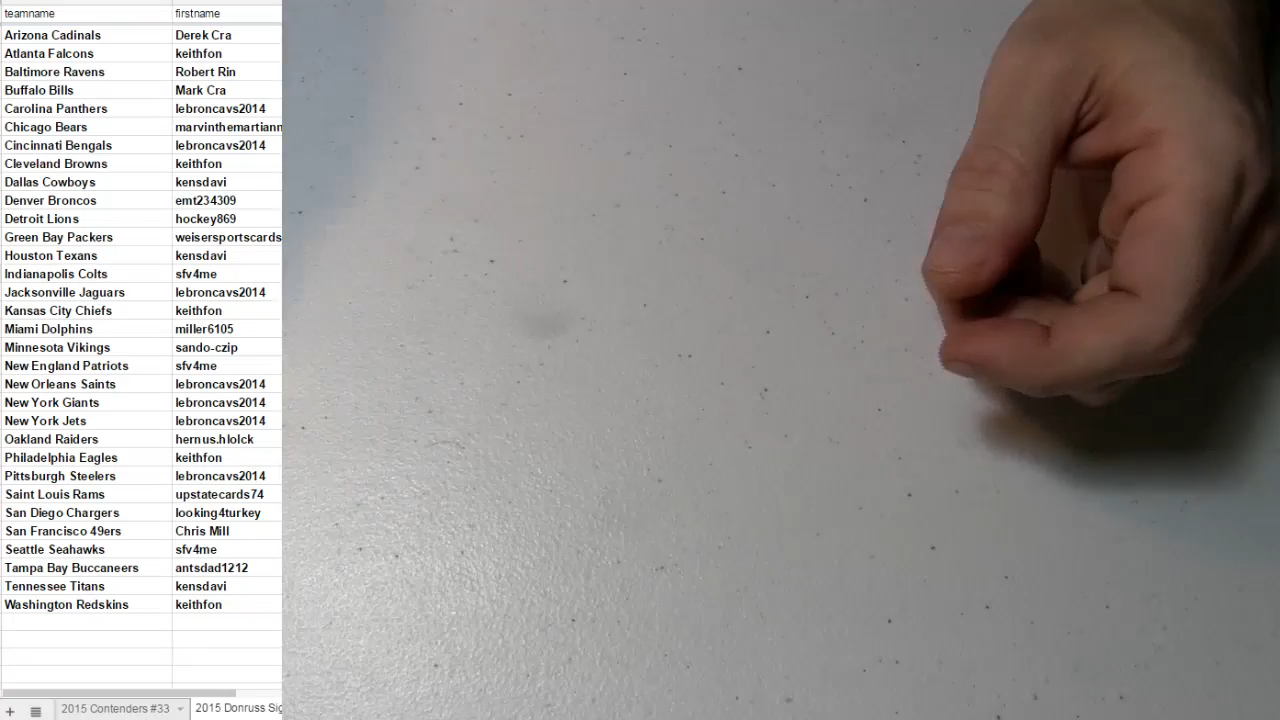 teamname firstname
Arizona Cadinals Derek Cra
Atlanta Falcons keithfon
Baltimore Ravens Robert Rin
Buffalo Bills Mark Cra
Carolina Panthers lebroncavs2014
Chicago Bears marvinthemartiann
Cincinnati Bengals lebroncavs2014
Cleveland Browns keithfon
Dallas Cowboys kensdavi
Denver Broncos emt234309
Detroit Lions hockey869
Green Bay Packers weisersportscards
Houston Texans kensdavi
Indianapolis Colts sfv4me
Jacksonville Jaguars lebroncavs2014
Kansas City Chiefs keithfon
Miami Dolphins miller6105
Minnesota Vikings sando-czip
New England Patriots sfv4me
New Orleans Saints lebroncavs2014
New York Giants lebroncavs2014
New York Jets lebroncavs2014
Oakland Raiders hernus.hlolck
Philadelphia Eagles keithfon
Pittsburgh Steelers lebroncavs2014
Saint Louis Rams upstatecards74
San Diego Chargers looking4turkey
San Francisco 49ers Chris Mill
Seattle Seahawks sfv4me
Tampa Bay Buccaneers antsdad1212
Tennessee Titans kensdavi
Washington Redskins keithfon
2015 Contenders #33 2015 Donruss Sig